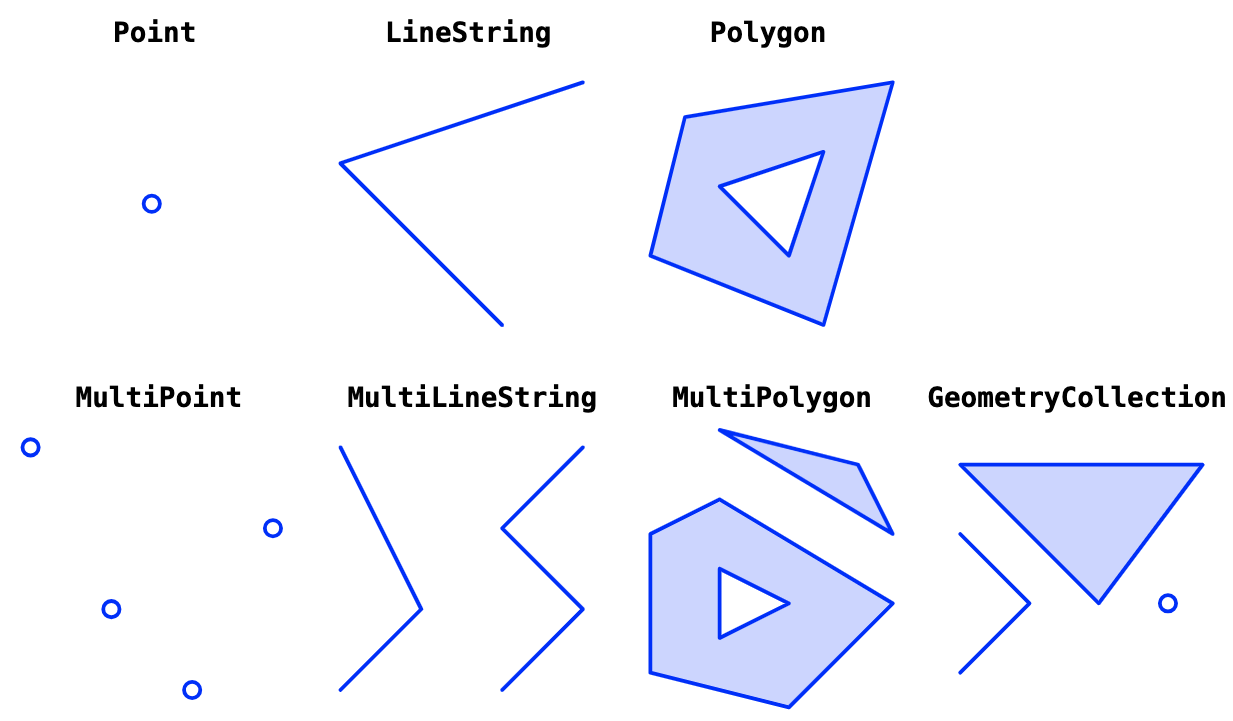 Point
LineString
Polygon
MultiPoint
MultiLineString
MultiPolygon
GeometryCollection